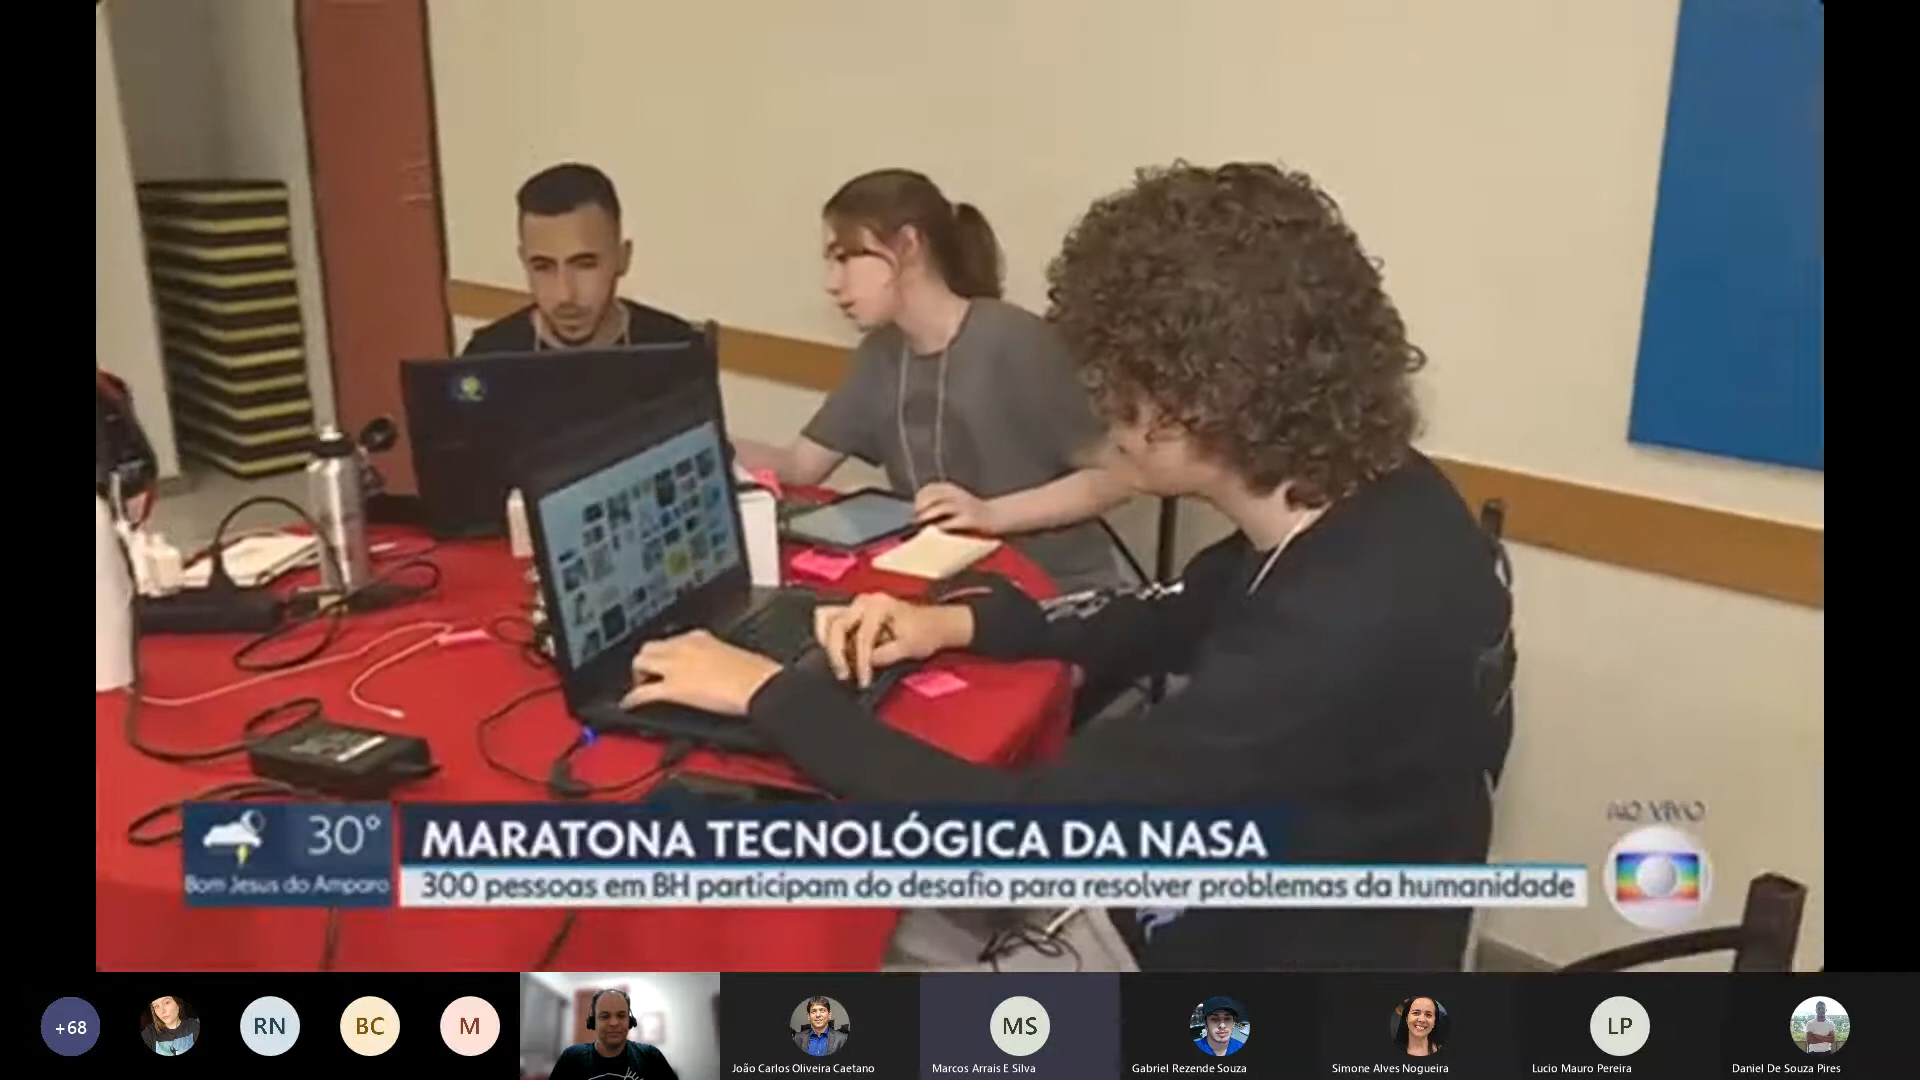 AO VIVO
30°
Bom Jesus do Amparo
MARATONA TECNOLÓGICA DA NASA
300 pessoas em BH participam do desafio para resolver problemas da humanidade
+68
RN
BC
M
João Carlos Oliveira Caetano
MS
Marcos Arrais E Silva
Gabriel Rezende Souza
Simone Alves Nogueira
LP
Lucio Mauro Pereira
Daniel De Souza Pires